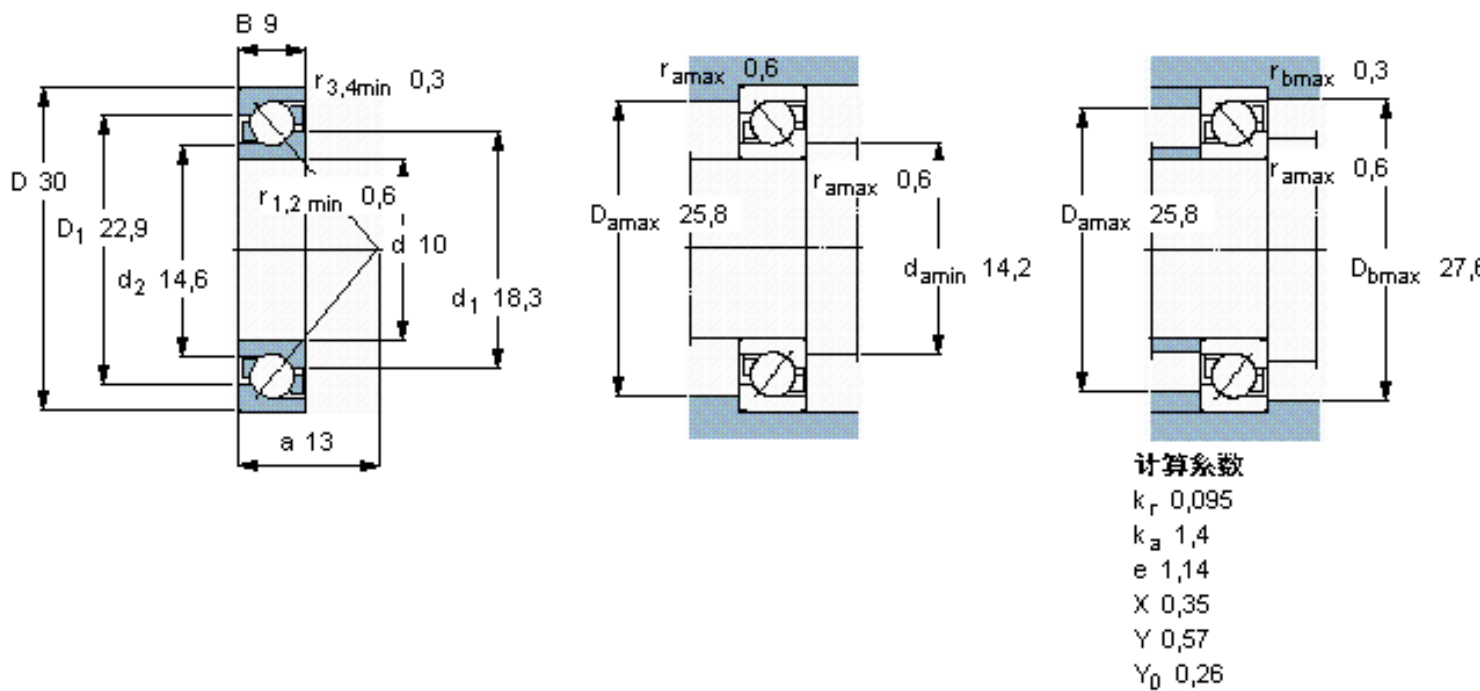 B 9
r3,4min 0,3
D 30
D1 22,9
d2 14,6
r1,2 min 0,6
d 10
d1 18,3
a 13
ramax 0,6
ramax 0,6
Damax 25,8
damin 14,2
rbmax 0,3
ramax 0,6
Damax 25,8
Dbmax 27,6
计算系数
kr 0,095
ka 1,4
e 1,14
X 0,35
Y 0,57
Y0 0,26